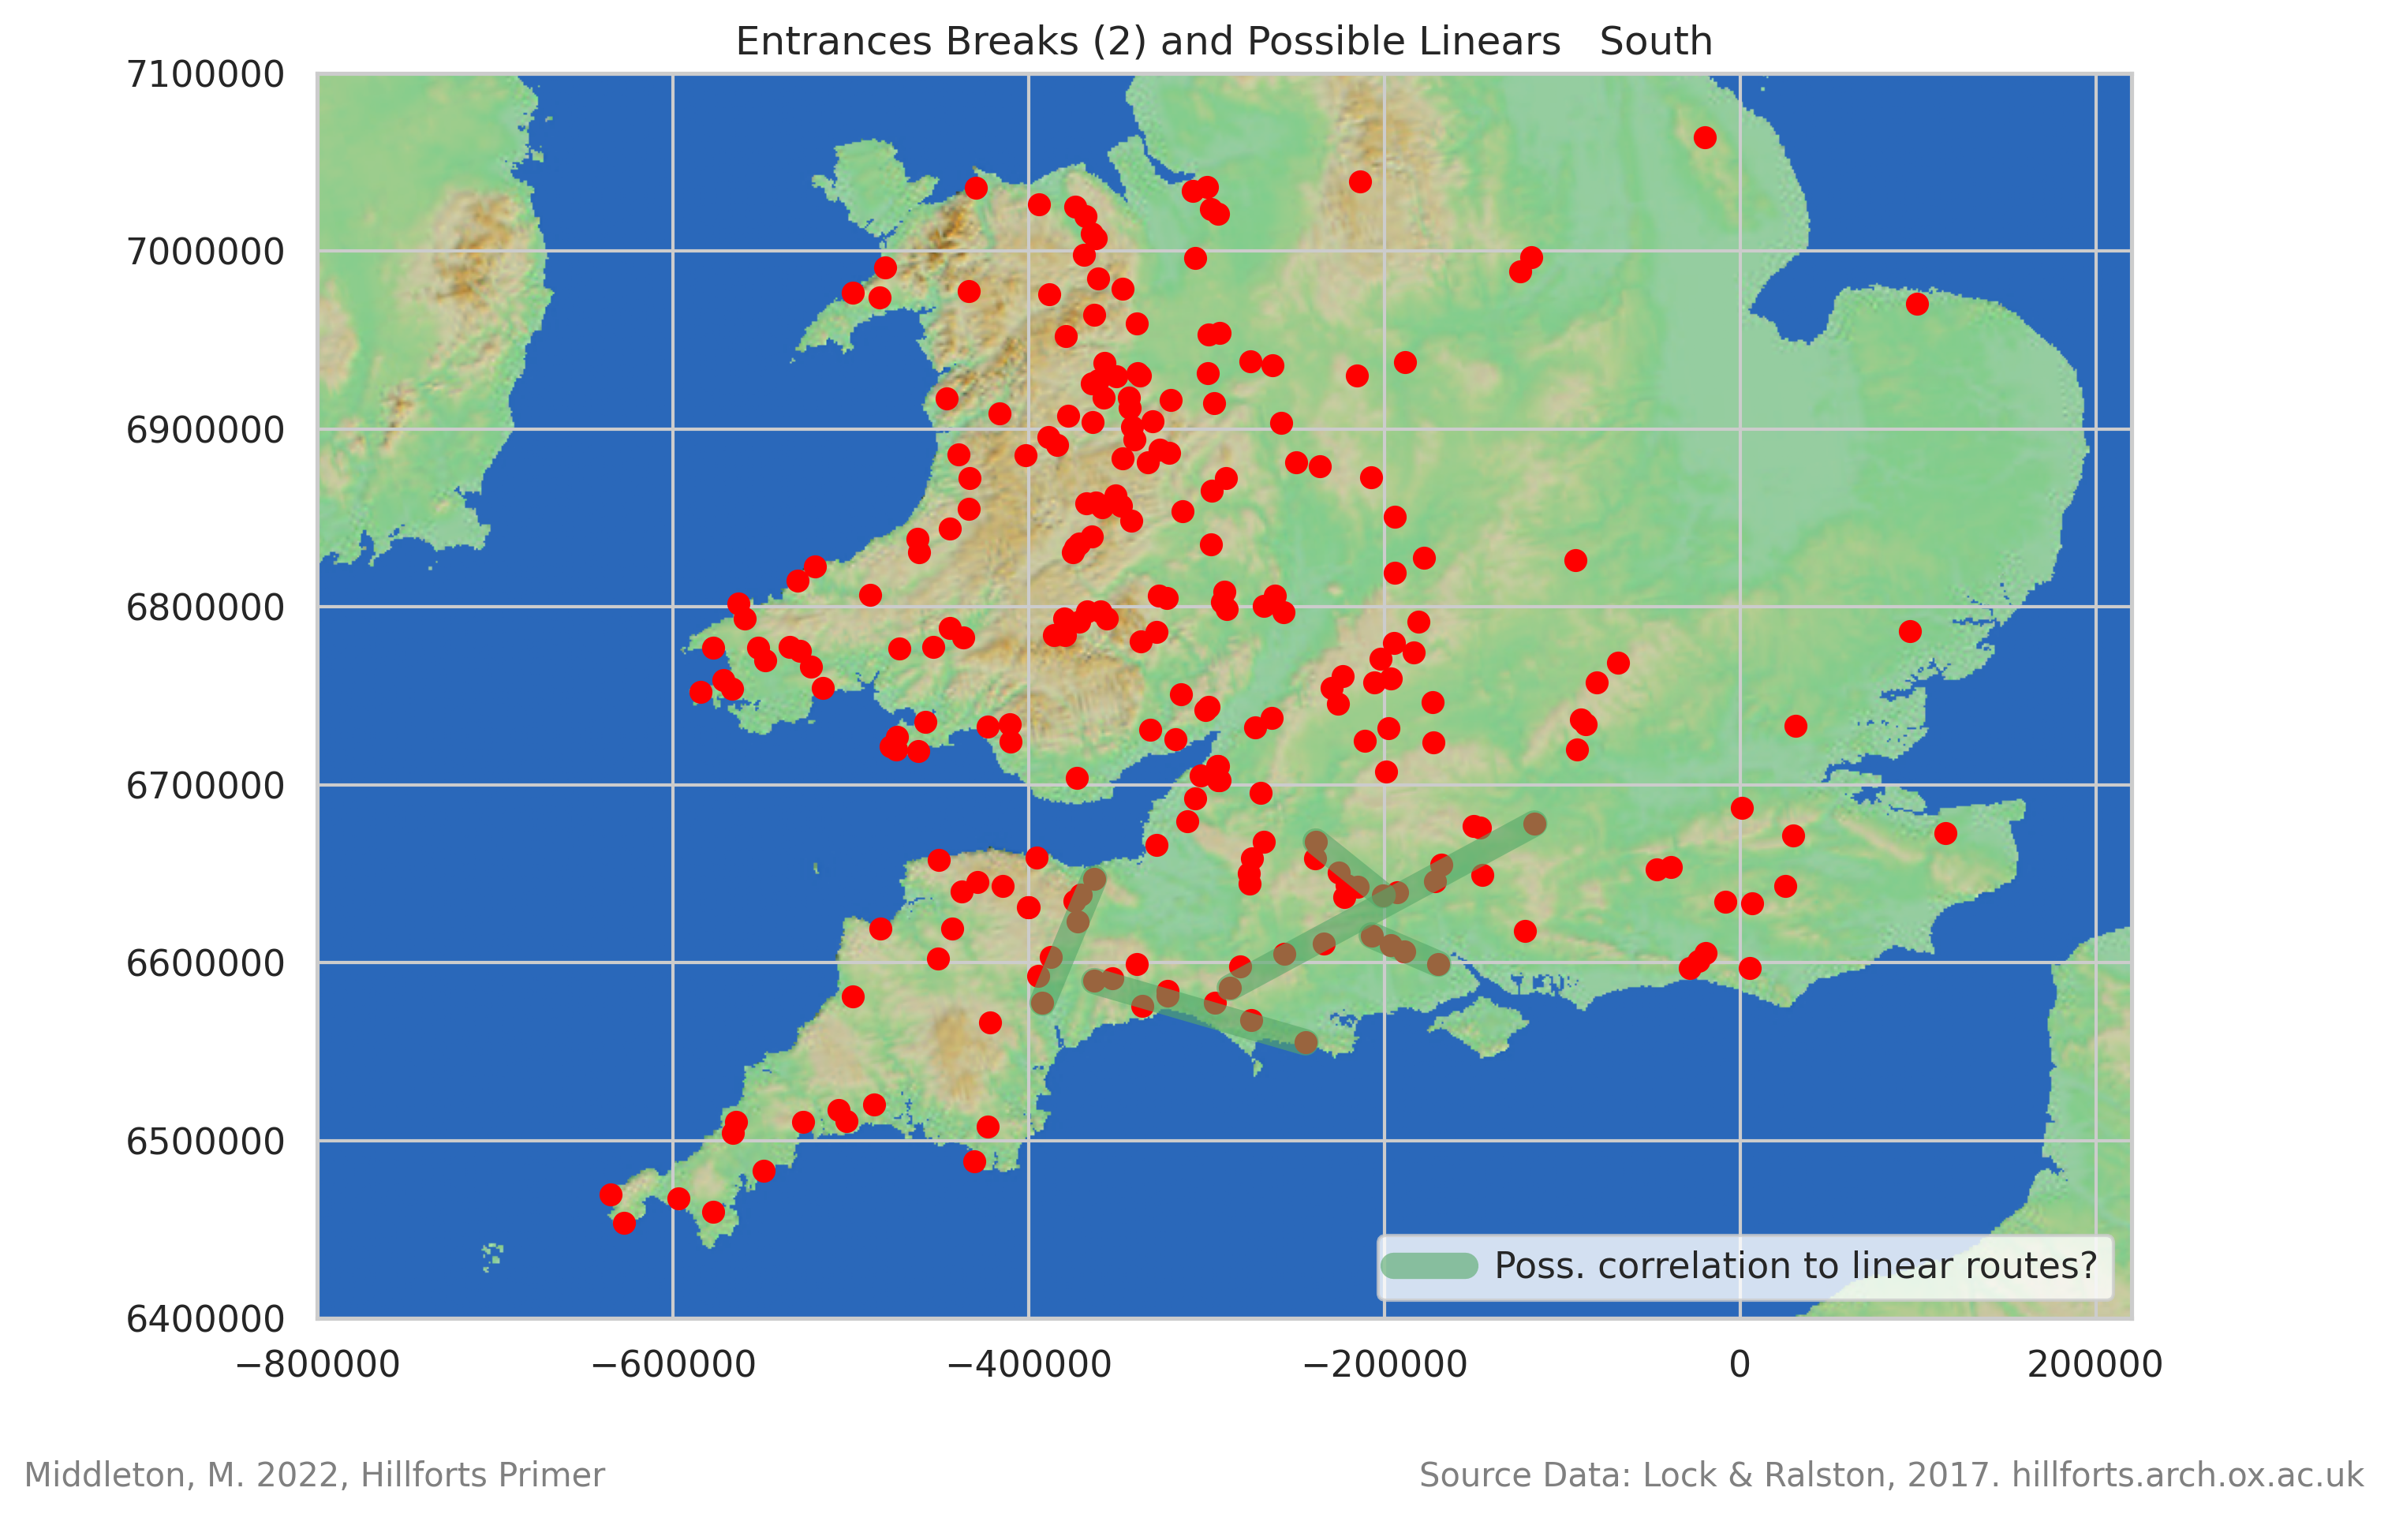 Entrances Breaks (2) and Possible Linears   South
7100000
7000000
6900000
6800000
6700000
6600000
6500000
6400000
−800000 −600000 −400000 −200000 0 200000
Poss. correlation to linear routes?
Middleton, M. 2022, Hillforts Primer
Source Data: Lock & Ralston, 2017. hillforts.arch.ox.ac.uk